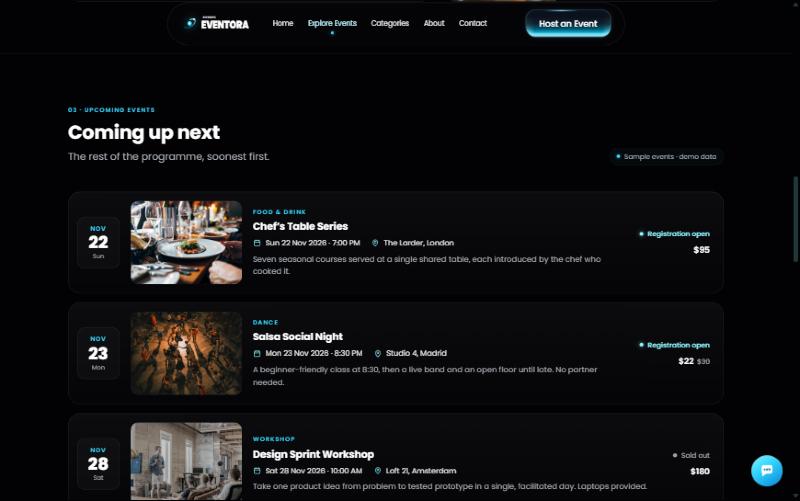 EVENTORA
Home
Explore Events
Categories
About
Contact
Host an Event
03 · UPCOMING EVENTS
Coming up next
The rest of the programme, soonest first.
Sample events · demo data
NOV
22
Sun
FOOD & DRINK
Chef's Table Series
Sun 22 Nov 2026 · 7:00 PM
The Larder, London
Seven seasonal courses served at a single shared table, each introduced by the chef who
cooked it.
Registration open
$95
NOV
23
Mon
DANCE
Salsa Social Night
Mon 23 Nov 2026 · 8:30 PM
Studio 4, Madrid
A beginner-friendly class at 8:30, then a live band and an open floor until late. No partner
needed.
Registration open
$22 $30
NOV
28
Sat
WORKSHOP
Design Sprint Workshop
Sat 28 Nov 2026 · 10:00 AM
Loft 21, Amsterdam
Take one product idea from problem to tested prototype in a single, facilitated day. Laptops provided.
Sold out
$180